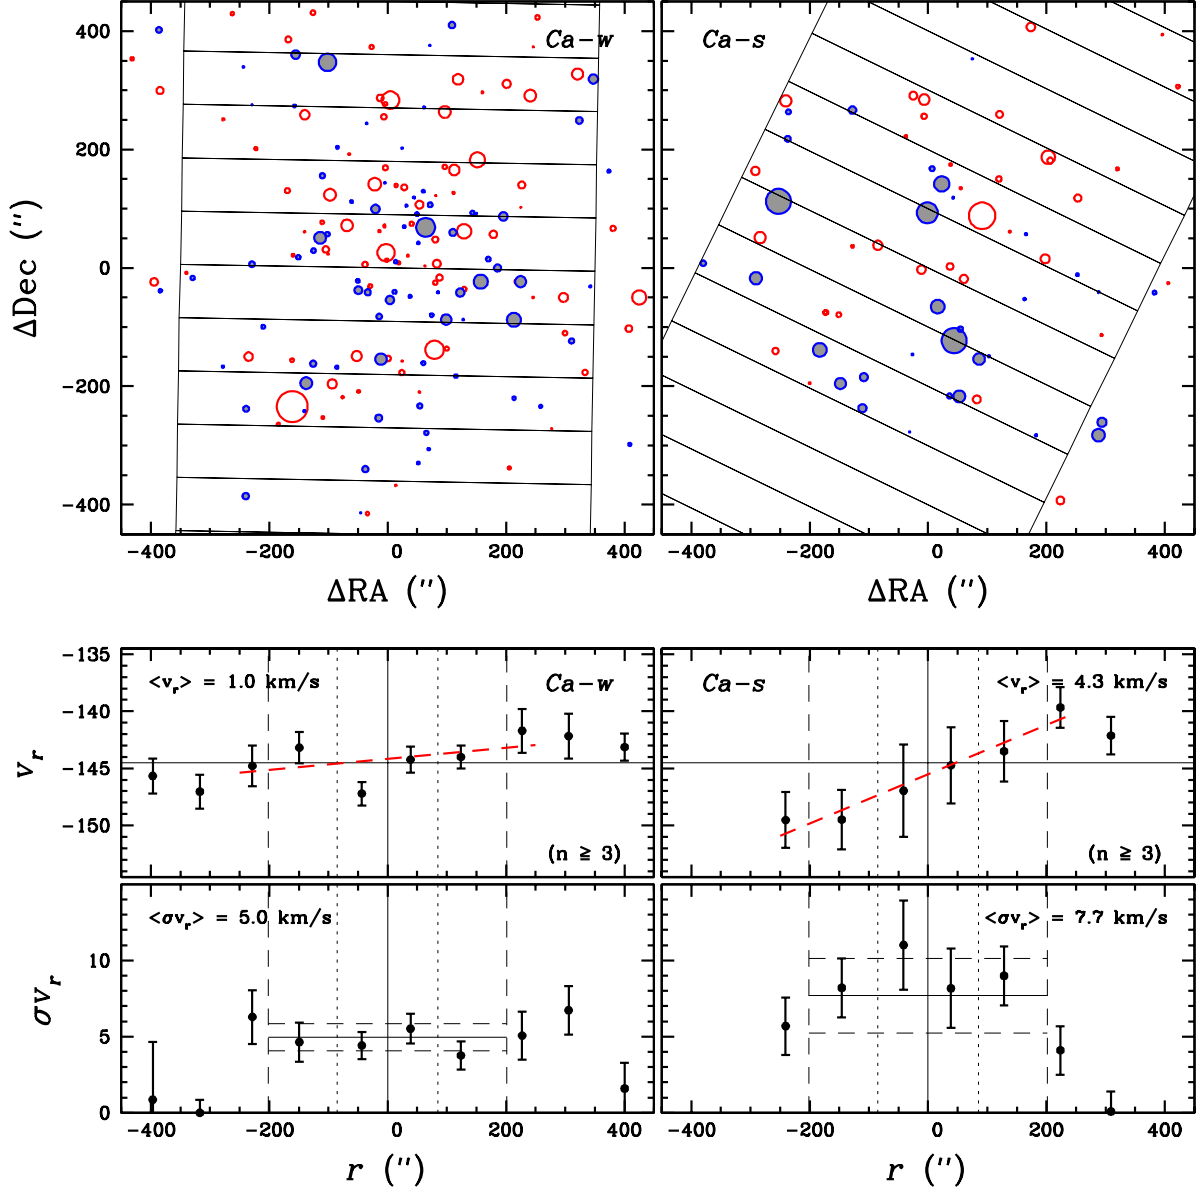 Ca-w
Ca-s
400
200
0
-200
-400
ΔDec (″)
-400 -200 0 200 400
-400 -200 0 200 400
ΔRA (″)
ΔRA (″)
-135
-140
-145
-150
v_r
<v_r> = 1.0 km/s
Ca-w
(n ≧ 3)
Ca-s
<v_r> = 4.3 km/s
(n ≧ 3)
10
5
0
σv_r
<σv_r> = 5.0 km/s
<σv_r> = 7.7 km/s
-400 -200 0 200 400
-400 -200 0 200 400
r (″)
r (″)